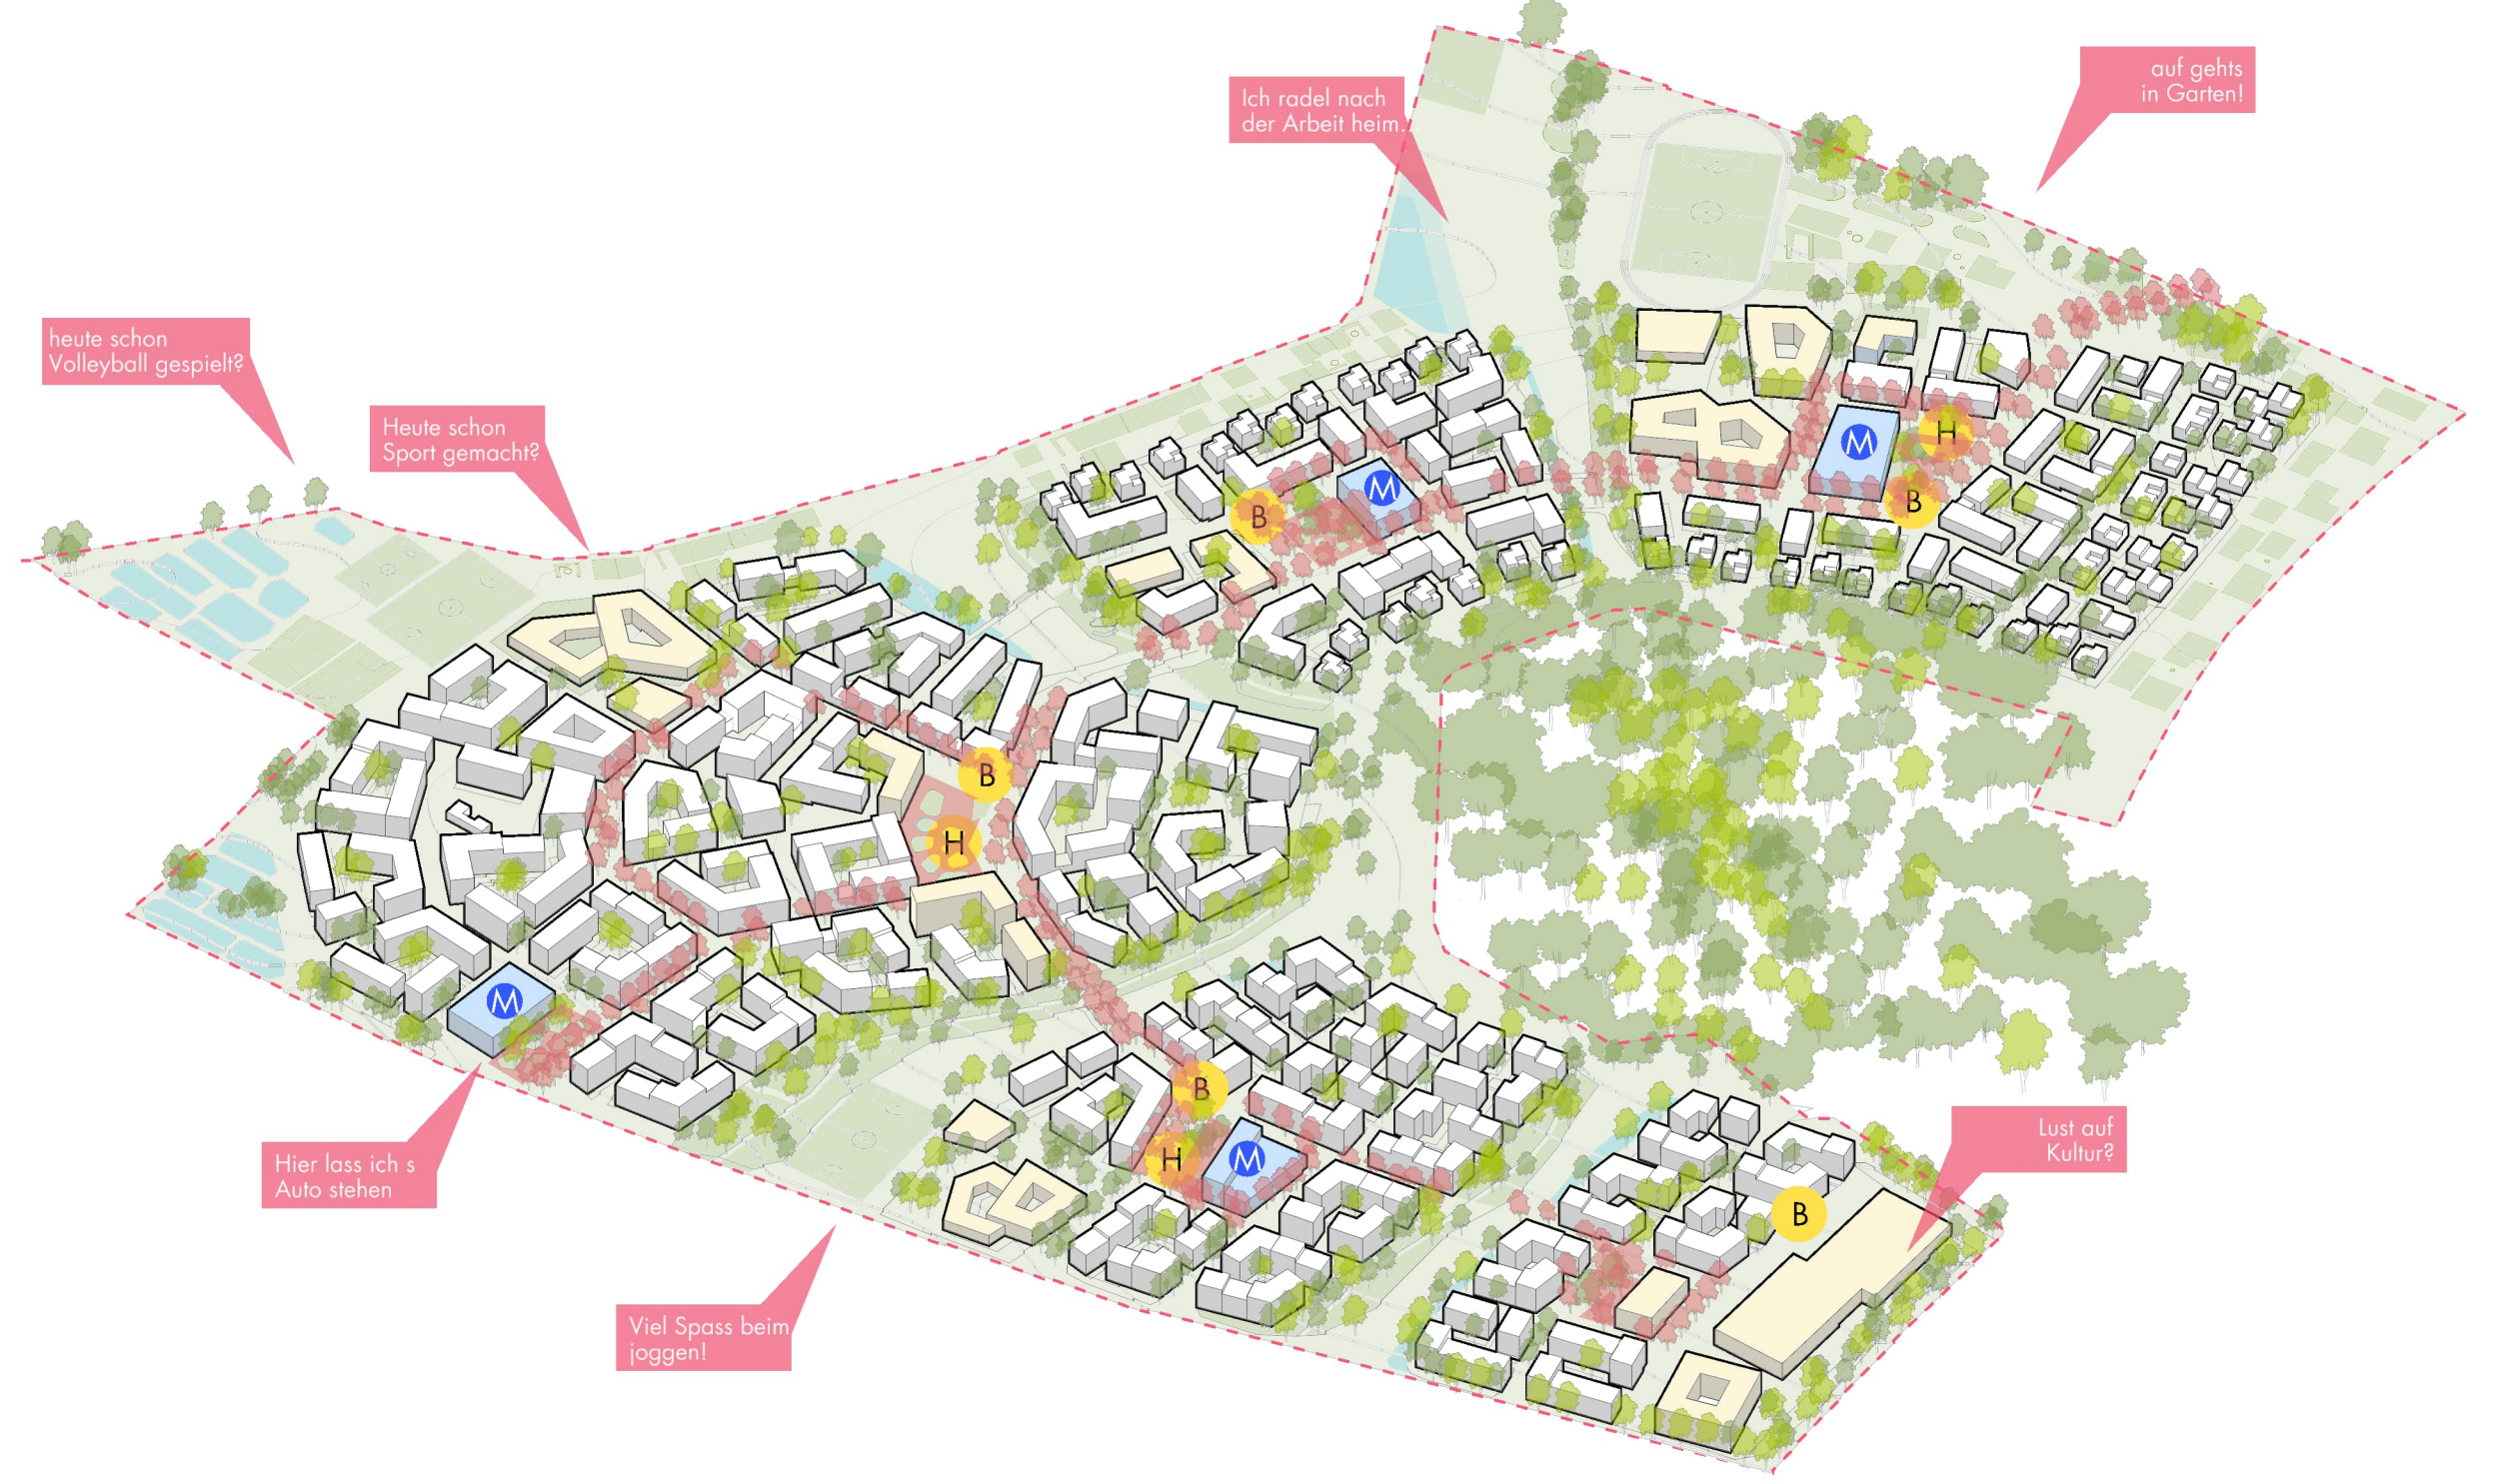 auf gehts
in Garten!
Ich radel nach
der Arbeit heim..
heute schon
Volleyball gespielt?
Heute schon
Sport gemacht?
M
H
B
M
B
B
H
M
B
H
M
B
Lust auf
Kultur?
Hier lass ich s
Auto stehen
Viel Spass beim
joggen!